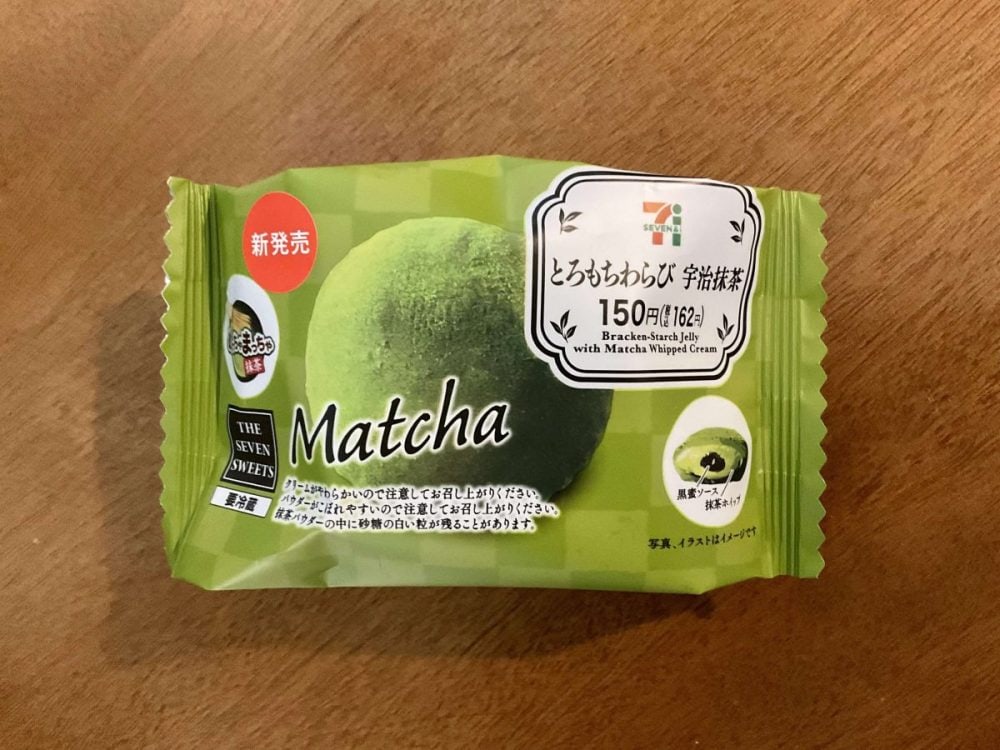 新発売
まっちゃ
抹茶
THE
SEVEN
SWEETS
要冷蔵
Matcha
クリームがやわらかいので注意してお召し上がりください。
パウダーがこぼれやすいので注意してお召し上がりください。
抹茶パウダーの中に砂糖の白い粒が残ることがあります。
7i
SEVEN&i
とろもちわらび 宇治抹茶
150円(税込162円)
Bracken-Starch Jelly
with Matcha Whipped Cream
黒蜜ソース
抹茶ホイップ
写真、イラストはイメージです